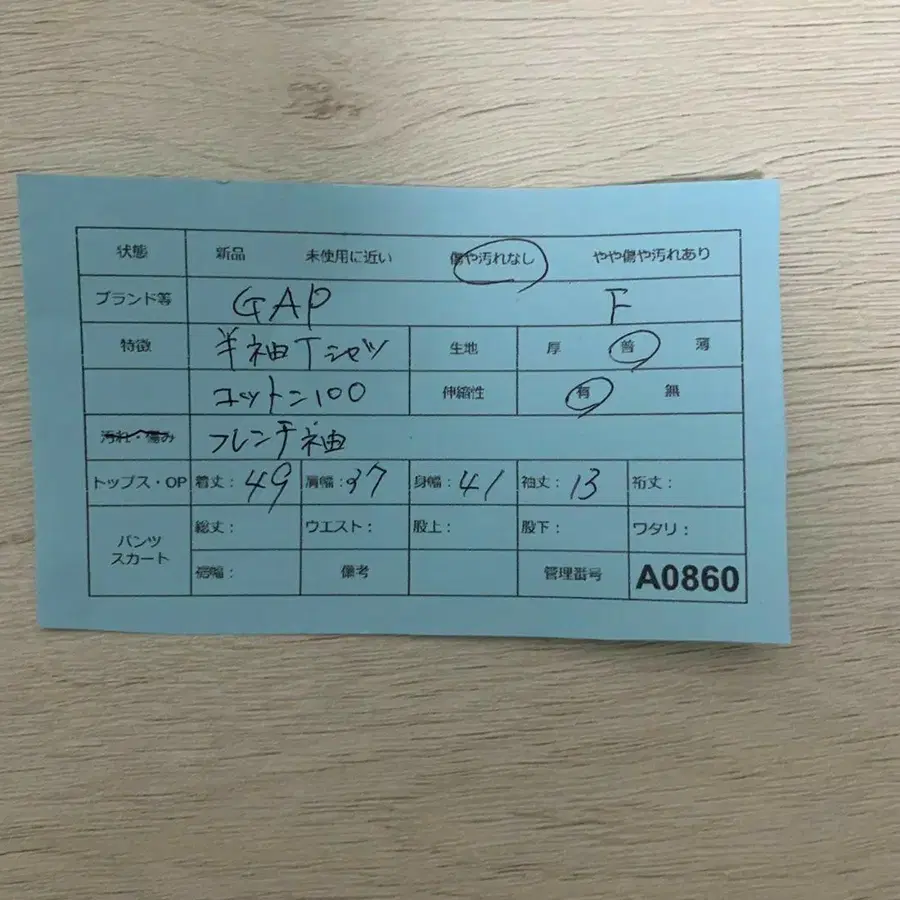 状態 新品 未使用に近い 傷や汚れなし やや傷や汚れあり
ブランド等 GAP F
特徴 半袖Tシャツ 生地 厚 普 薄
コットン100 伸縮性 有 無
汚れ・傷み フレンチ袖
トップス・OP 着丈：49 肩幅：37 身幅：41 袖丈：13 裄丈：
パンツ スカート 総丈： ウエスト： 股上： 股下： ワタリ：
裾幅： 備考 管理番号 A0860